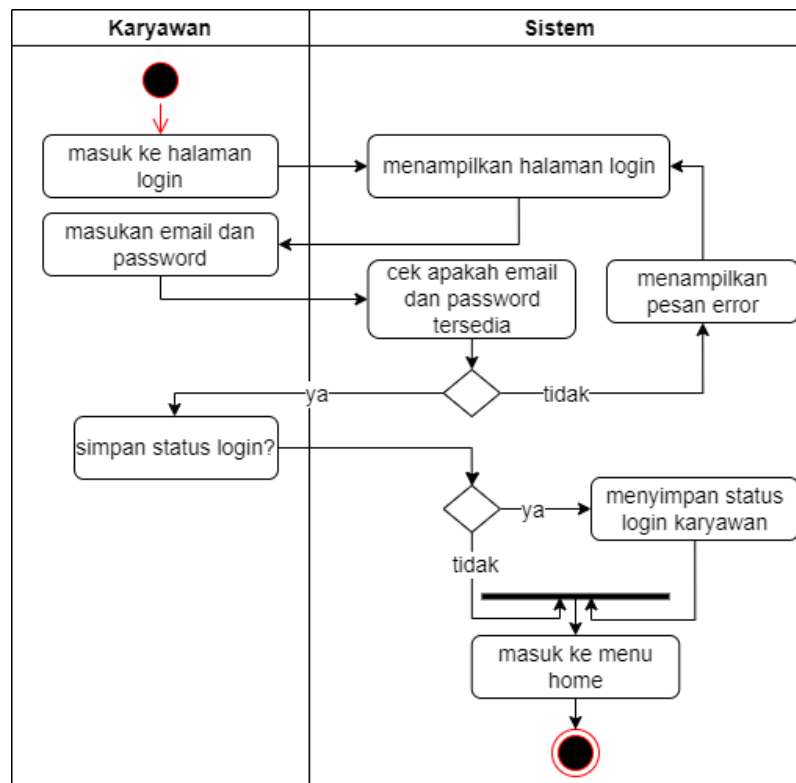 Karyawan
Sistem
masuk ke halaman
login
menampilkan halaman login
masukan email dan
password
cek apakah email
dan password
tersedia
menampilkan
pesan error
ya
tidak
simpan status login?
ya
menyimpan status
login karyawan
tidak
masuk ke menu
home